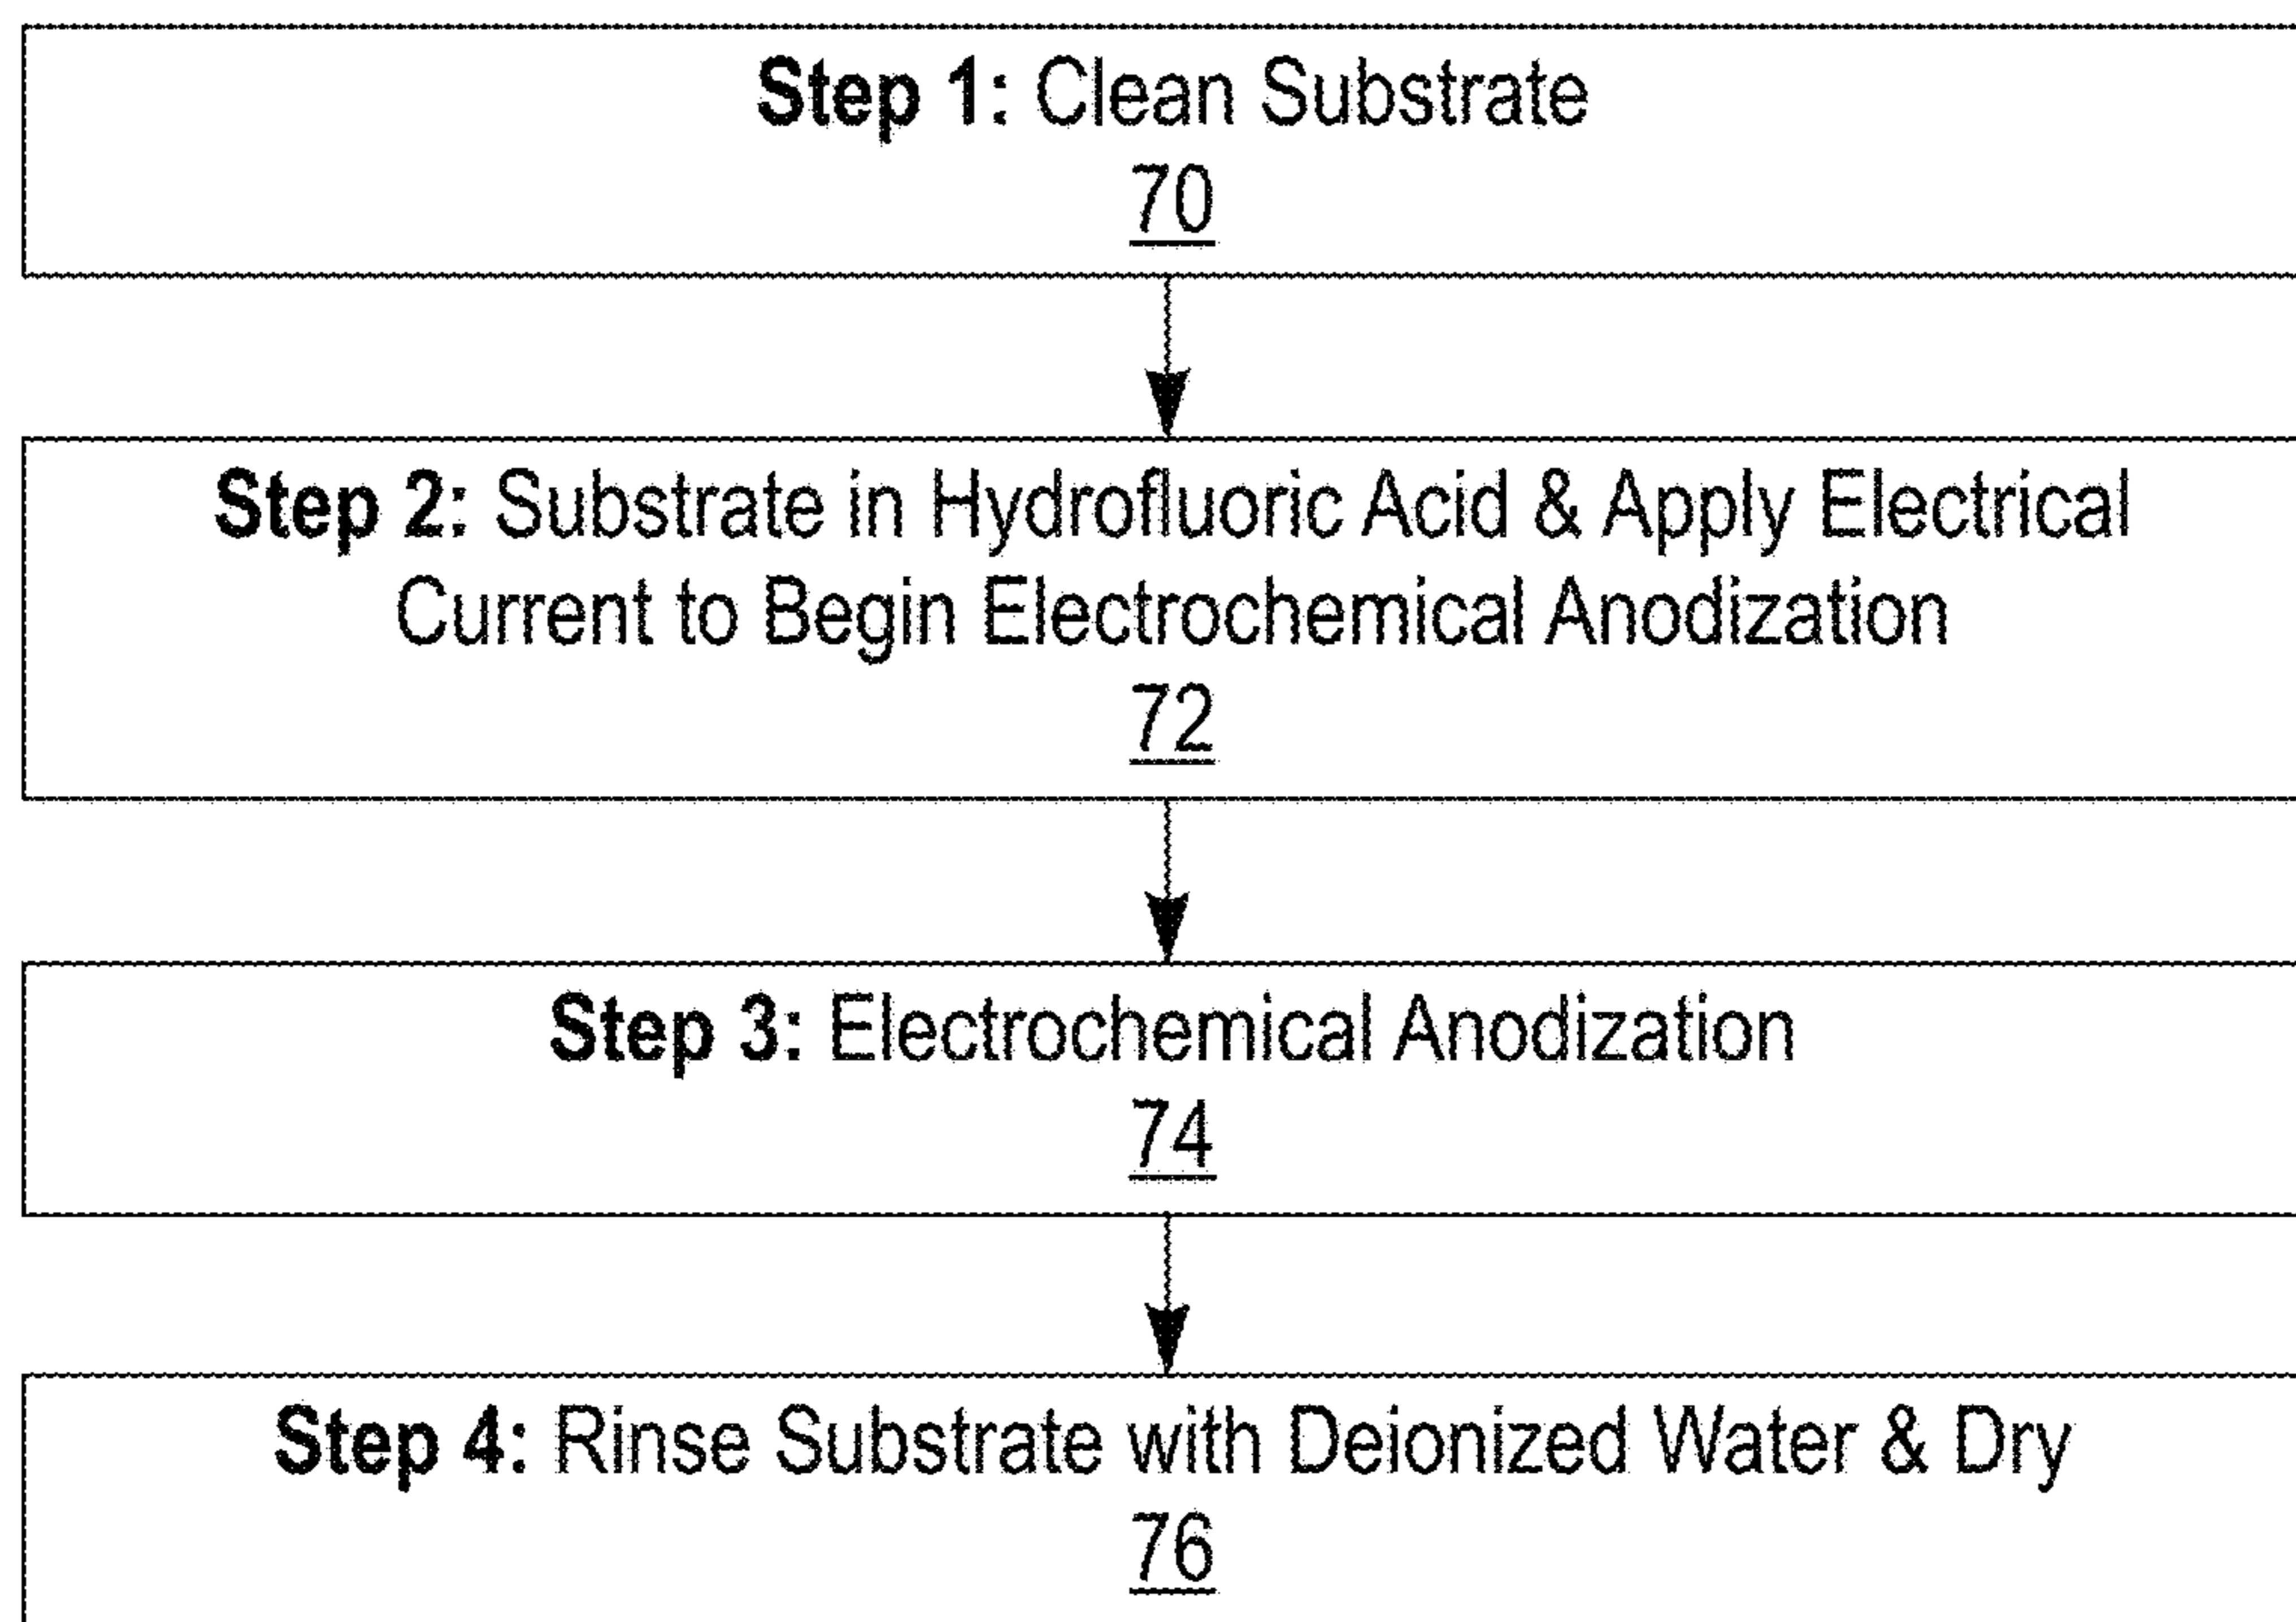 Step 1: Clean Substrate
70
Step 2: Substrate in Hydrofluoric Acid & Apply Electrical
Current to Begin Electrochemical Anodization
72
Step 3: Electrochemical Anodization
74
Step 4: Rinse Substrate with Deionized Water & Dry
76